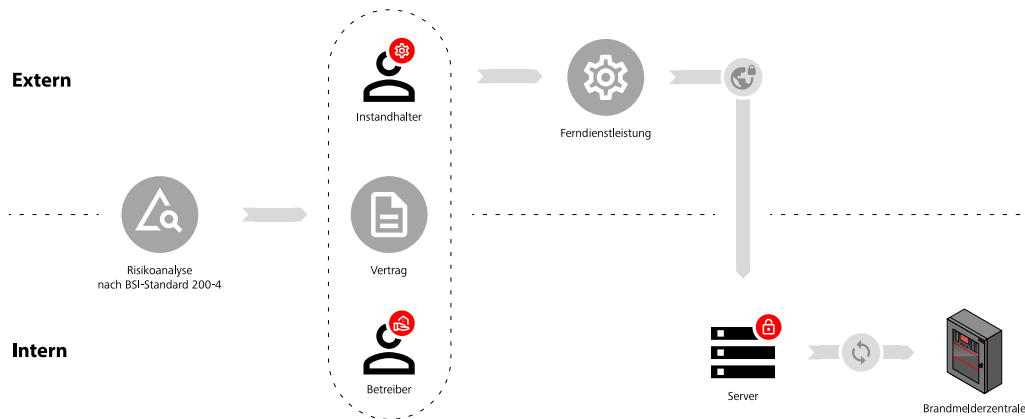 Extern
Instandhalter
Ferndienstleistung
Risikoanalyse
nach BSI-Standard 200-4
Vertrag
Intern
Betreiber
Server
Brandmelderzentrale